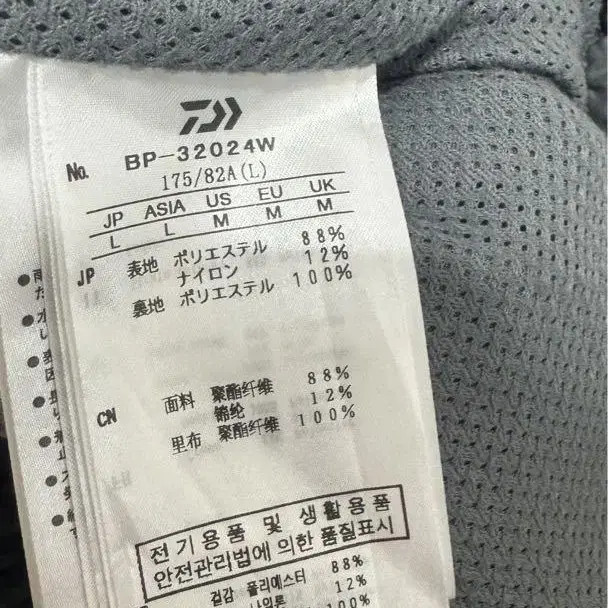 No. BP-32024W
175/82A(L)
JP ASIA US EU UK
L L M M M
JP 表地 ポリエステル 88%
ナイロン 12%
裏地 ポリエステル 100%
CN 面料 聚酯纤维 88%
锦纶 12%
里布 聚酯纤维 100%
전기용품 및 생활용품
안전관리법에 의한 품질표시
겉감 폴리에스터 88%
나일론 12%
100%